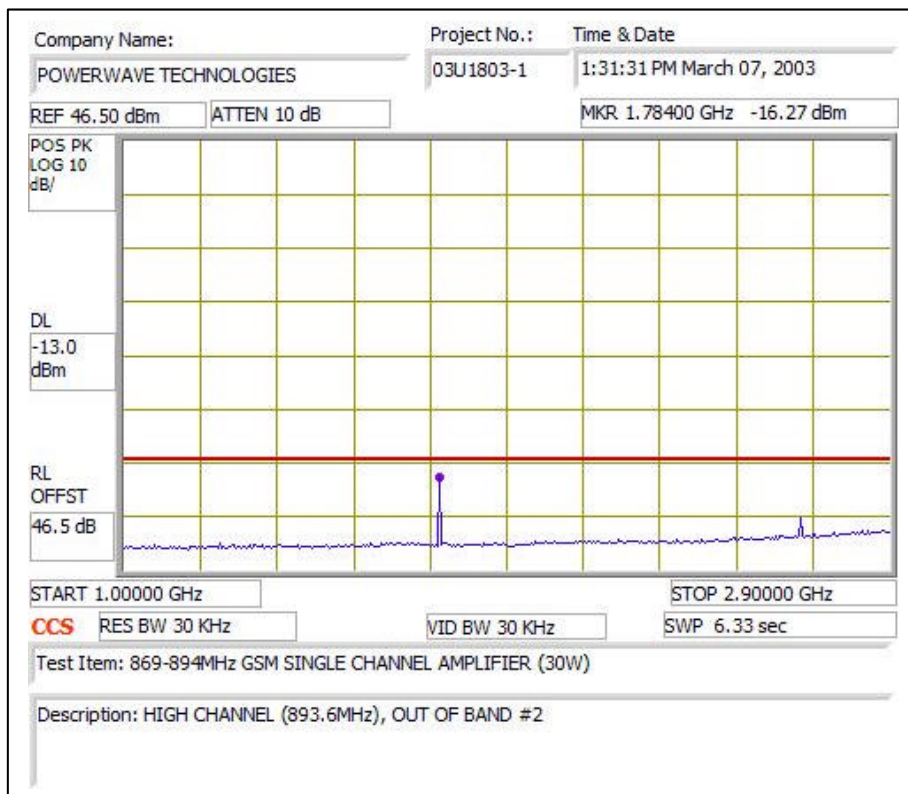 Company Name:
Project No.:
Time & Date
POWERWAVE TECHNOLOGIES
03U1803-1
1:31:31 PM March 07, 2003
REF 46.50 dBm
ATTEN 10 dB
MKR 1.78400 GHz -16.27 dBm
POS PK
LOG 10
dB/
DL
-13.0
dBm
RL
OFFST
46.5 dB
START 1.00000 GHz
STOP 2.90000 GHz
CCS
RES BW 30 KHz
VID BW 30 KHz
SWP 6.33 sec
Test Item: 869-894MHz GSM SINGLE CHANNEL AMPLIFIER (30W)
Description: HIGH CHANNEL (893.6MHz), OUT OF BAND #2